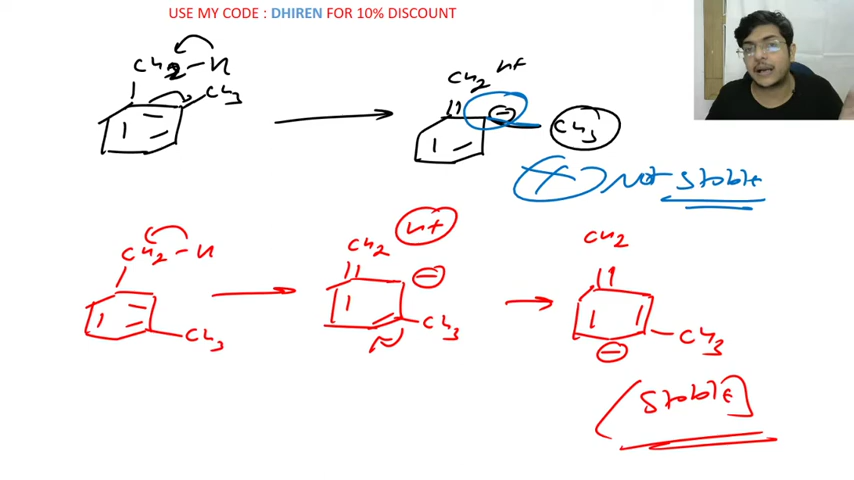 USE MY CODE : DHIREN FOR 10% DISCOUNT
CH2-H
CH3
CH2 H+
CH3
not stable
CH2-H
CH3
CH2 H+
CH3
CH2
CH3
stable